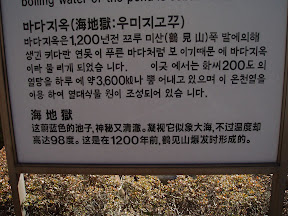 boiling water of the pond is
바다지옥(海地獄:우미지고꾸)
바다지옥은 1,200년전 쯔루 미산(鶴見山)폭 발에의해
생긴 커다란 연못 이 푸른 바다처럼 보 이기때문 에 바다지옥
이라 불 리게 되었습니다. 이곳 에서는 화씨200도 의
열탕을 하루 에 약3,600㎘나 뿜 어내고 있으며 이 온천열을
이용 하여 열대산물 원이 조성되어 있습 니다.
海 地 獄
这蔚蓝色的池子,神秘又清澈。凝视它似象大海,不过温度却
高达98度。这是在1200年前,鹤见山爆发时形成的。